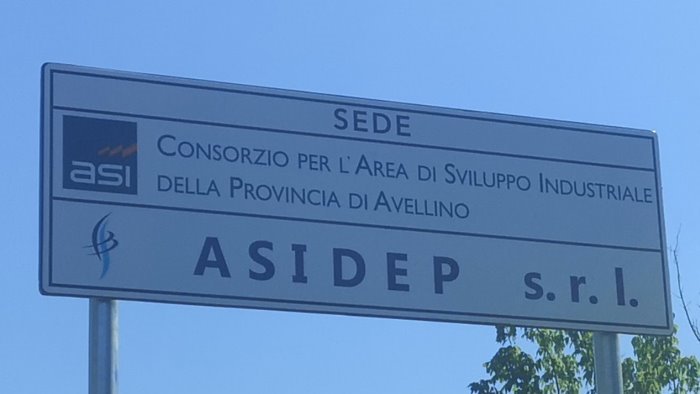 SEDE
asi
CONSORZIO PER L'AREA DI SVILUPPO INDUSTRIALE
DELLA PROVINCIA DI AVELLINO
ASIDEP s.r.l.